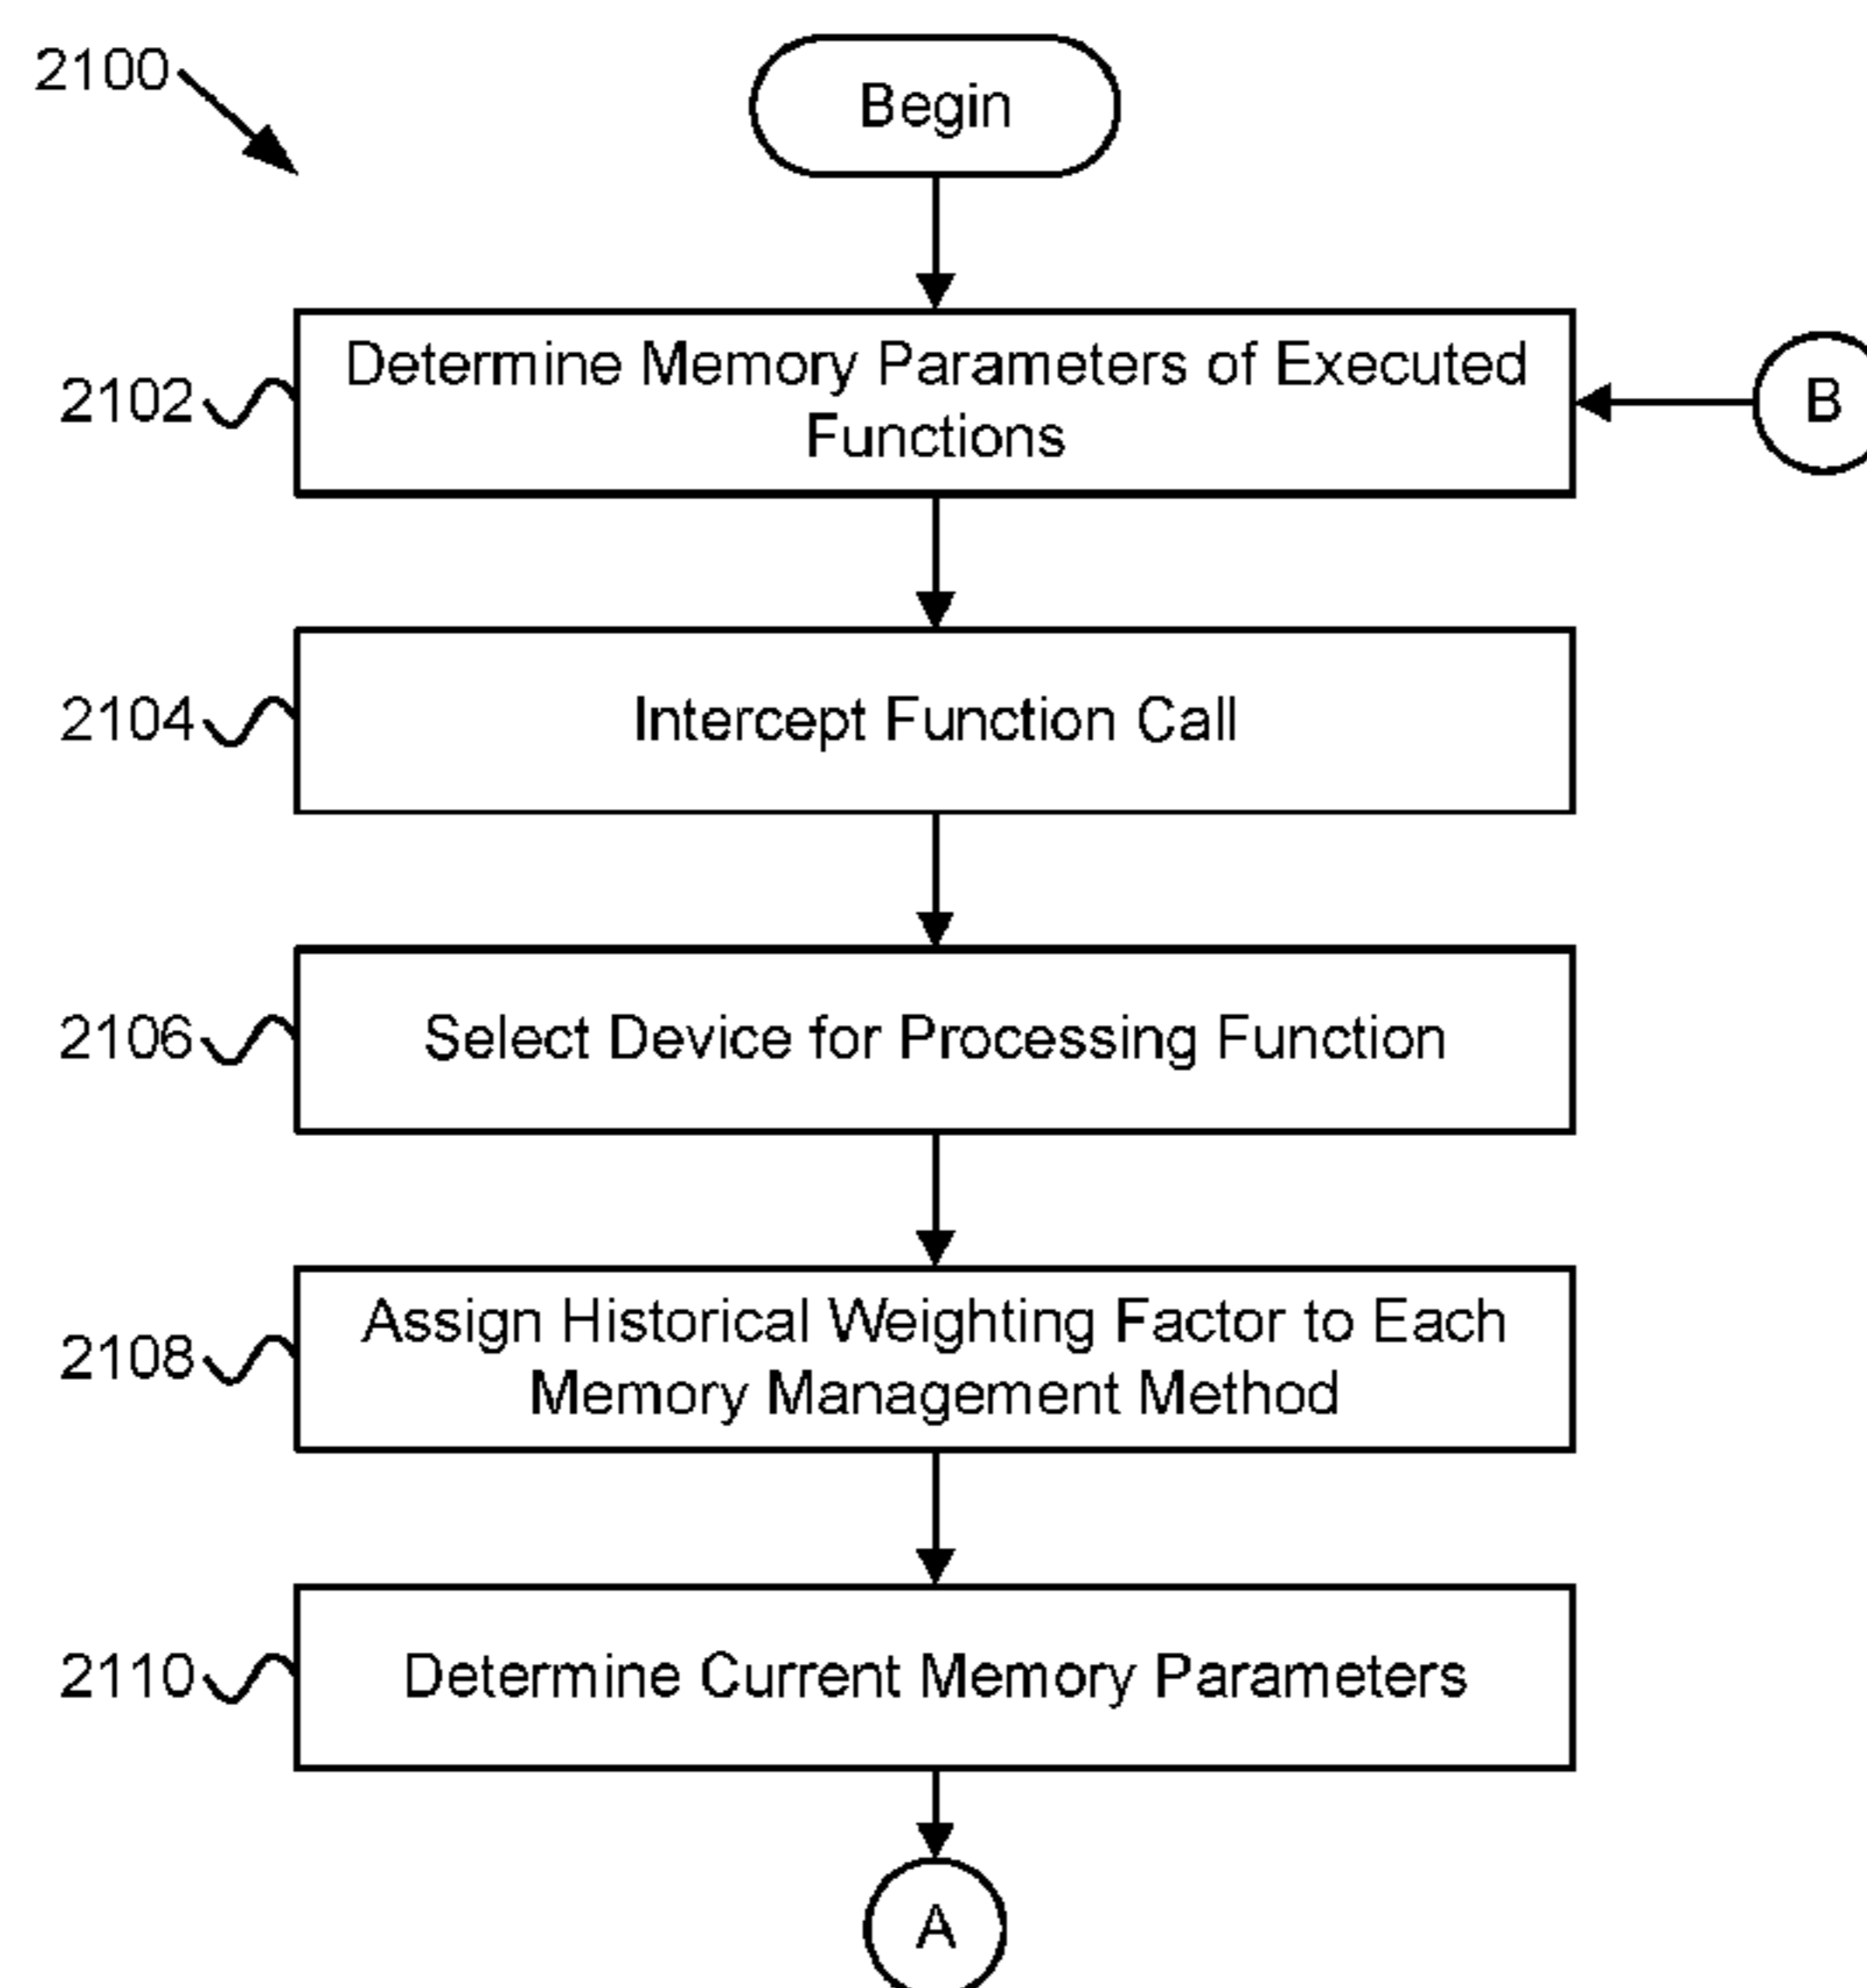 2100
Begin
2102
Determine Memory Parameters of Executed
Functions
B
2104
Intercept Function Call
2106
Select Device for Processing Function
2108
Assign Historical Weighting Factor to Each
Memory Management Method
2110
Determine Current Memory Parameters
A